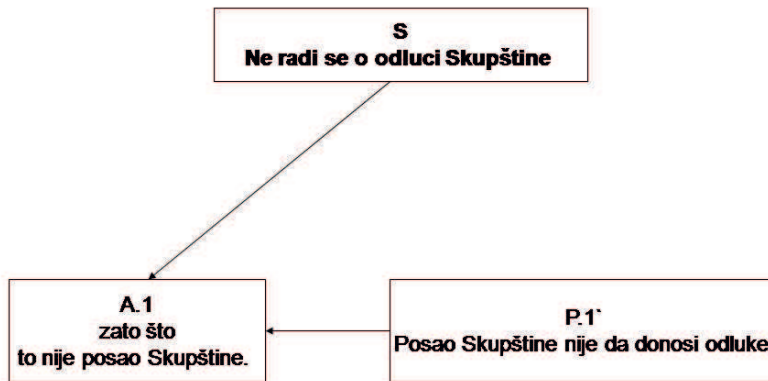 S
Ne radi se o odluci Skupštine
A.1
zato što
to nije posao Skupštine.
P.1`
Posao Skupštine nije da donosi odluke